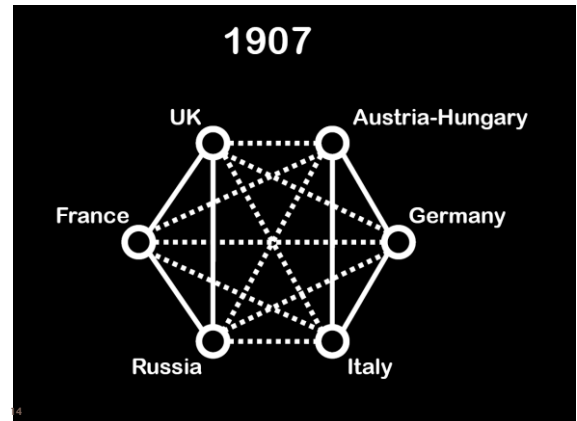 1907
UK
Austria-Hungary
France
Germany
Russia
Italy
14